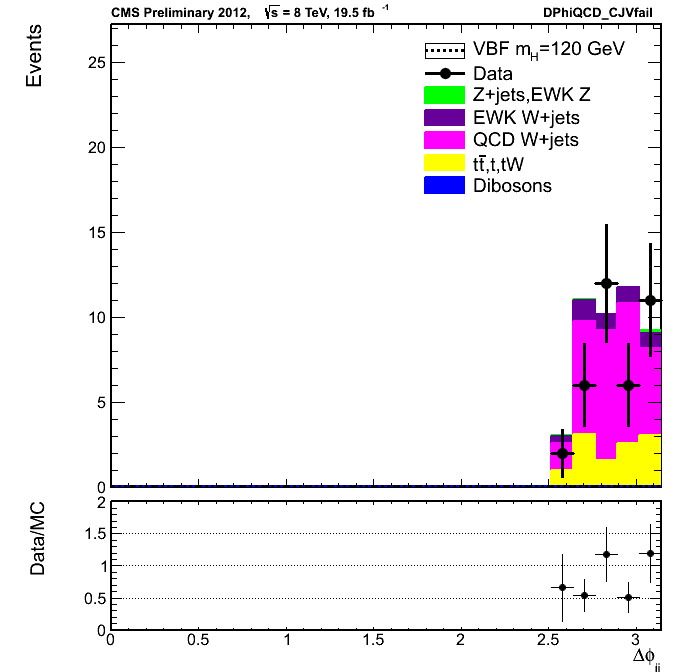 CMS Preliminary 2012, √s = 8 TeV, 19.5 fb⁻¹ DPhiQCD_CJVfail
Events
25
20
15
10
5
0
VBF m_H=120 GeV
Data
Z+jets,EWK Z
EWK W+jets
QCD W+jets
tt̄,t,tW
Dibosons
Data/MC
2
1.5
1
0.5
0
0 0.5 1 1.5 2 2.5 3
Δϕ_jj